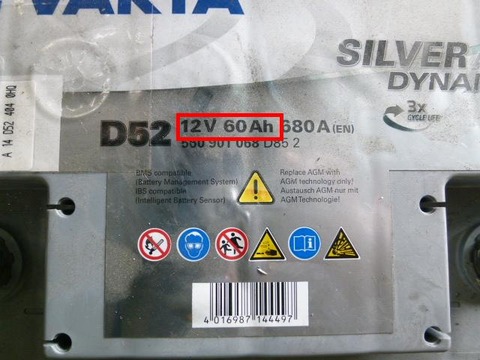 VARTA
SILVER
DYNAM
A 14 D52 404 0HQ
3x
CYCLE LIFE
D52 12V 60Ah 680A (EN)
560 901 068 D85 2
BMS compatible
(Battery Management System)
IBS compatible
(Intelligent Battery Sensor)
Replace AGM with
AGM technology only)
Austausch AGM nur mit
AGM Technologie)
4 016987 144497